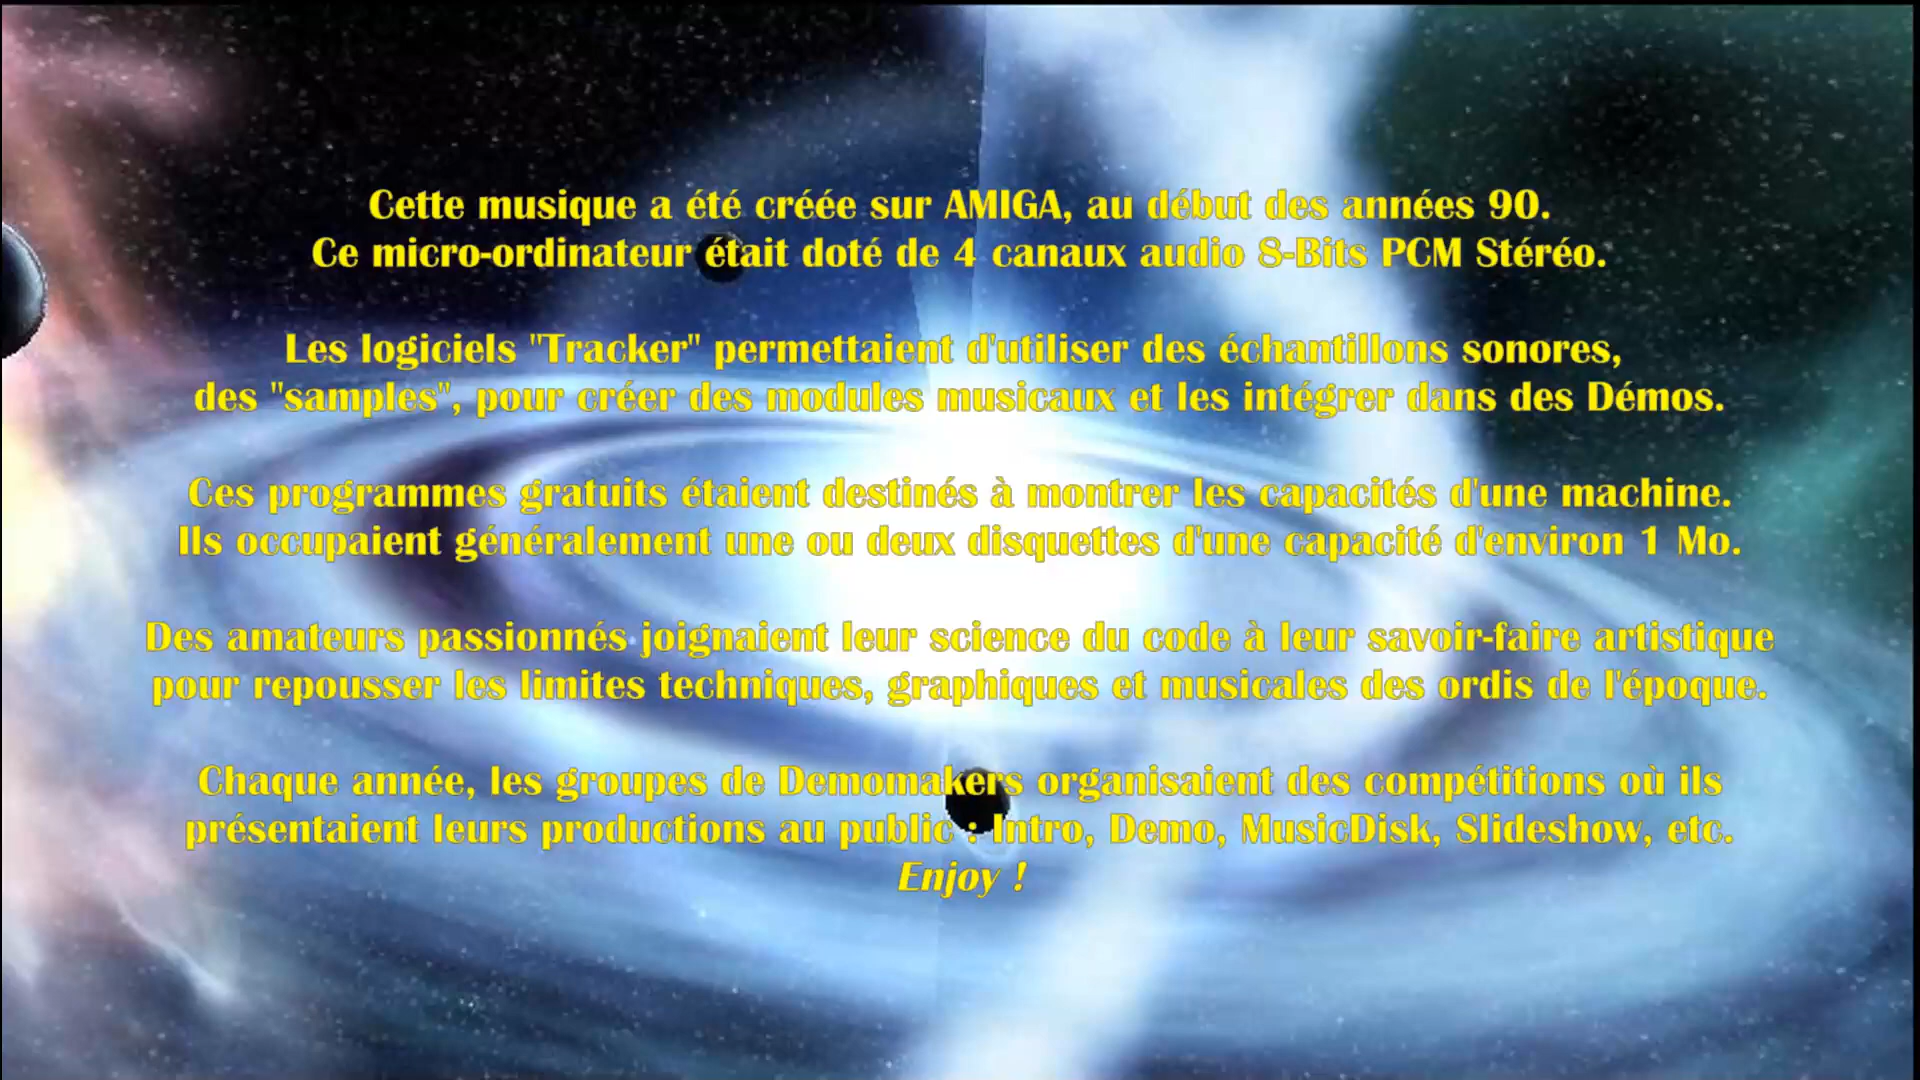 Cette musique a été créée sur AMIGA, au début des années 90.
Ce micro-ordinateur était doté de 4 canaux audio 8-Bits PCM Stéréo.
Les logiciels "Tracker" permettaient d'utiliser des échantillons sonores,
des "samples", pour créer des modules musicaux et les intégrer dans des Démos.
Ces programmes gratuits étaient destinés à montrer les capacités d'une machine.
Ils occupaient généralement une ou deux disquettes d'une capacité d'environ 1 Mo.
Des amateurs passionnés joignaient leur science du code à leur savoir-faire artistique
pour repousser les limites techniques, graphiques et musicales des ordis de l'époque.
Chaque année, les groupes de Demomakers organisaient des compétitions où ils
présentaient leurs productions au public : Intro, Demo, MusicDisk, Slideshow, etc.
Enjoy !